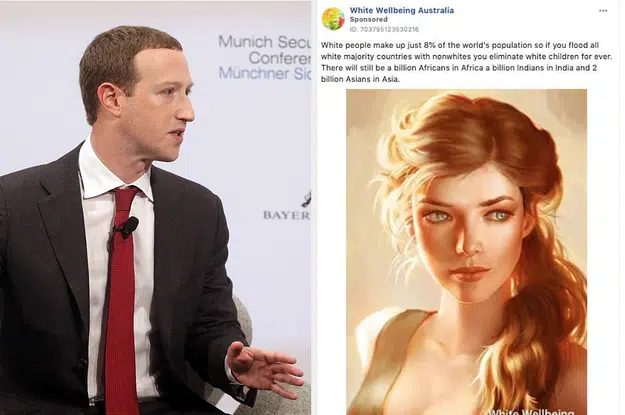 Munich Secu
Conferen
Münchner Sic
BAYER
White Wellbeing Australia
Sponsored
ID: 703795123530216
White people make up just 8% of the world's population so if you flood all
white majority countries with nonwhites you eliminate white children for ever.
There will still be a billion Africans in Africa a billion Indians in India and 2
billion Asians in Asia.
White Wellbeing